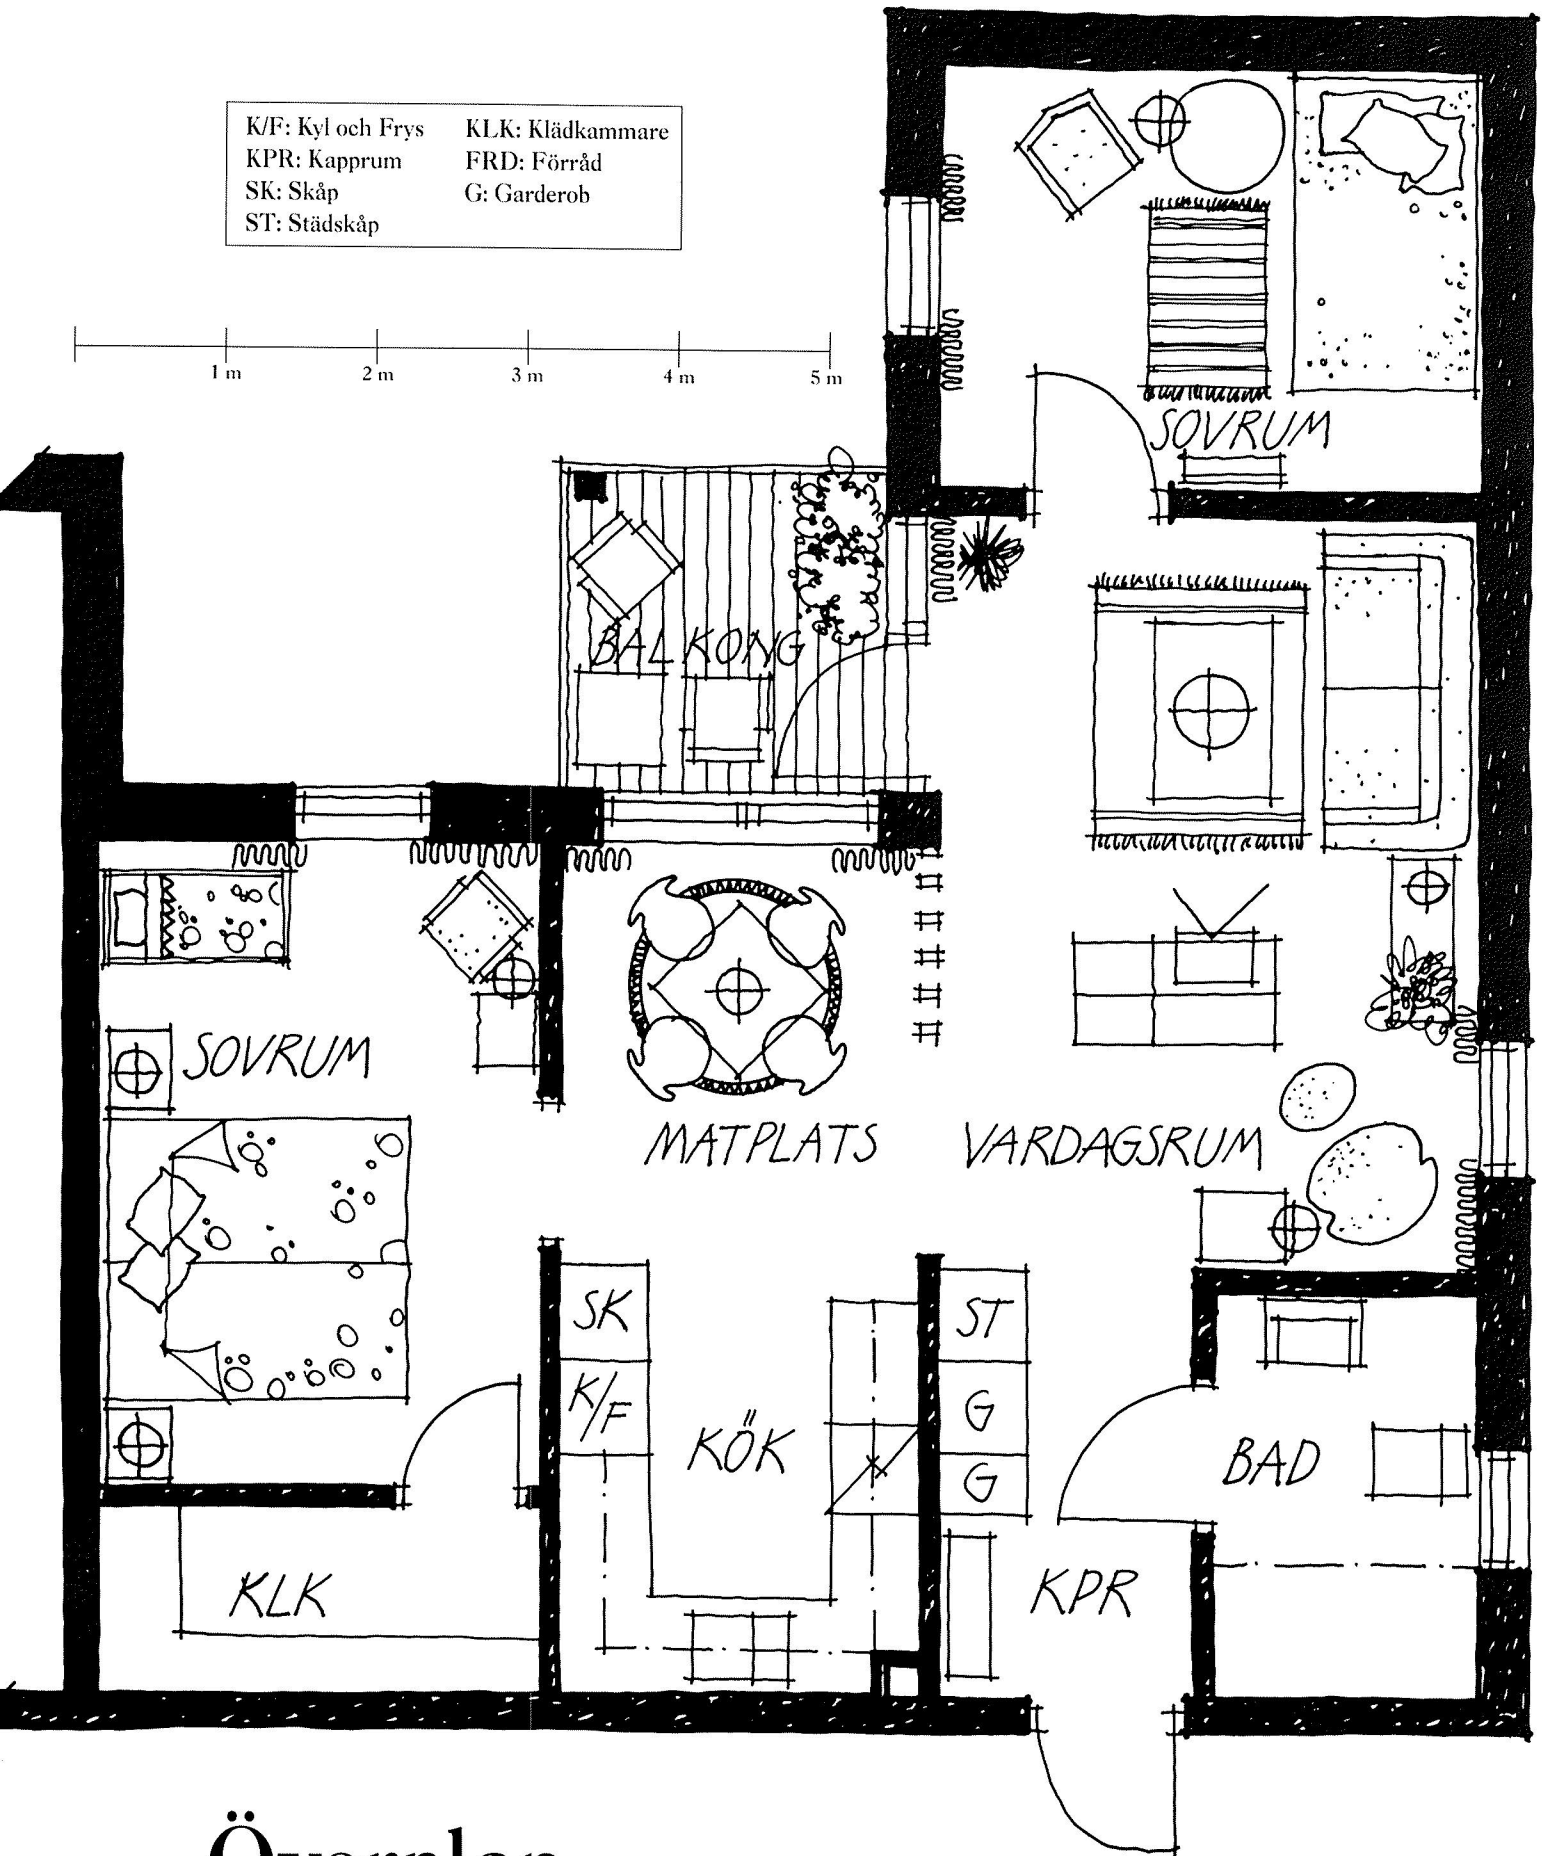 K/F: Kyl och Frys
KPR: Kapprum
SK: Skåp
ST: Städskåp
KLK: Klädkammare
FRD: Förråd
G: Garderob
1 m
2 m
3 m
4 m
5 m
SOVRUM
BALKONG
SOVRUM
MATPLATS
VARDAGSRUM
SK
ST
K/F
G
KÖK
BAD
G
KLK
KPR
Överplan